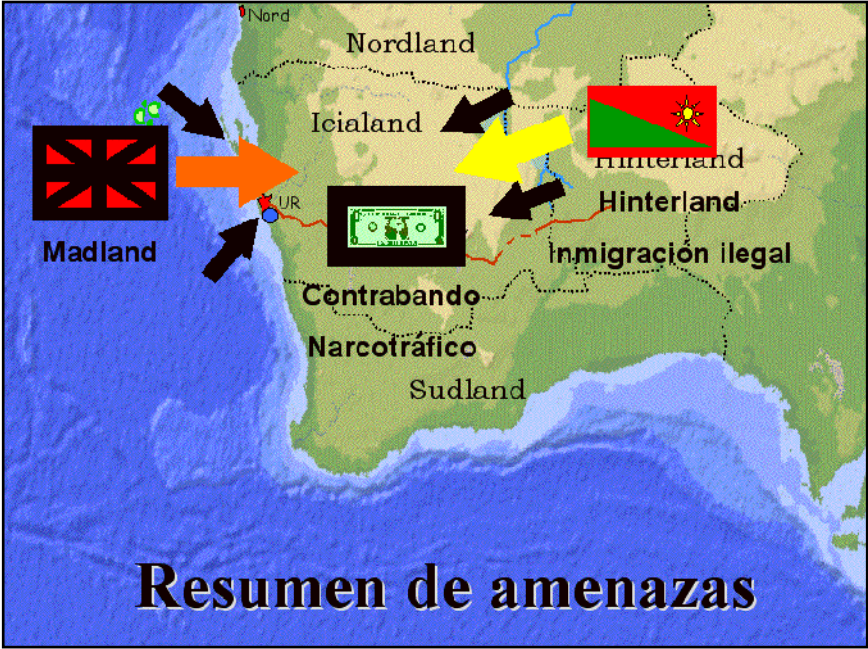 Nord
Nordland
Icialand
Hinterland
UR
Hinterland
Madland
Inmigración ilegal
Contrabando
Narcotráfico
Sudland
Resumen de amenazas